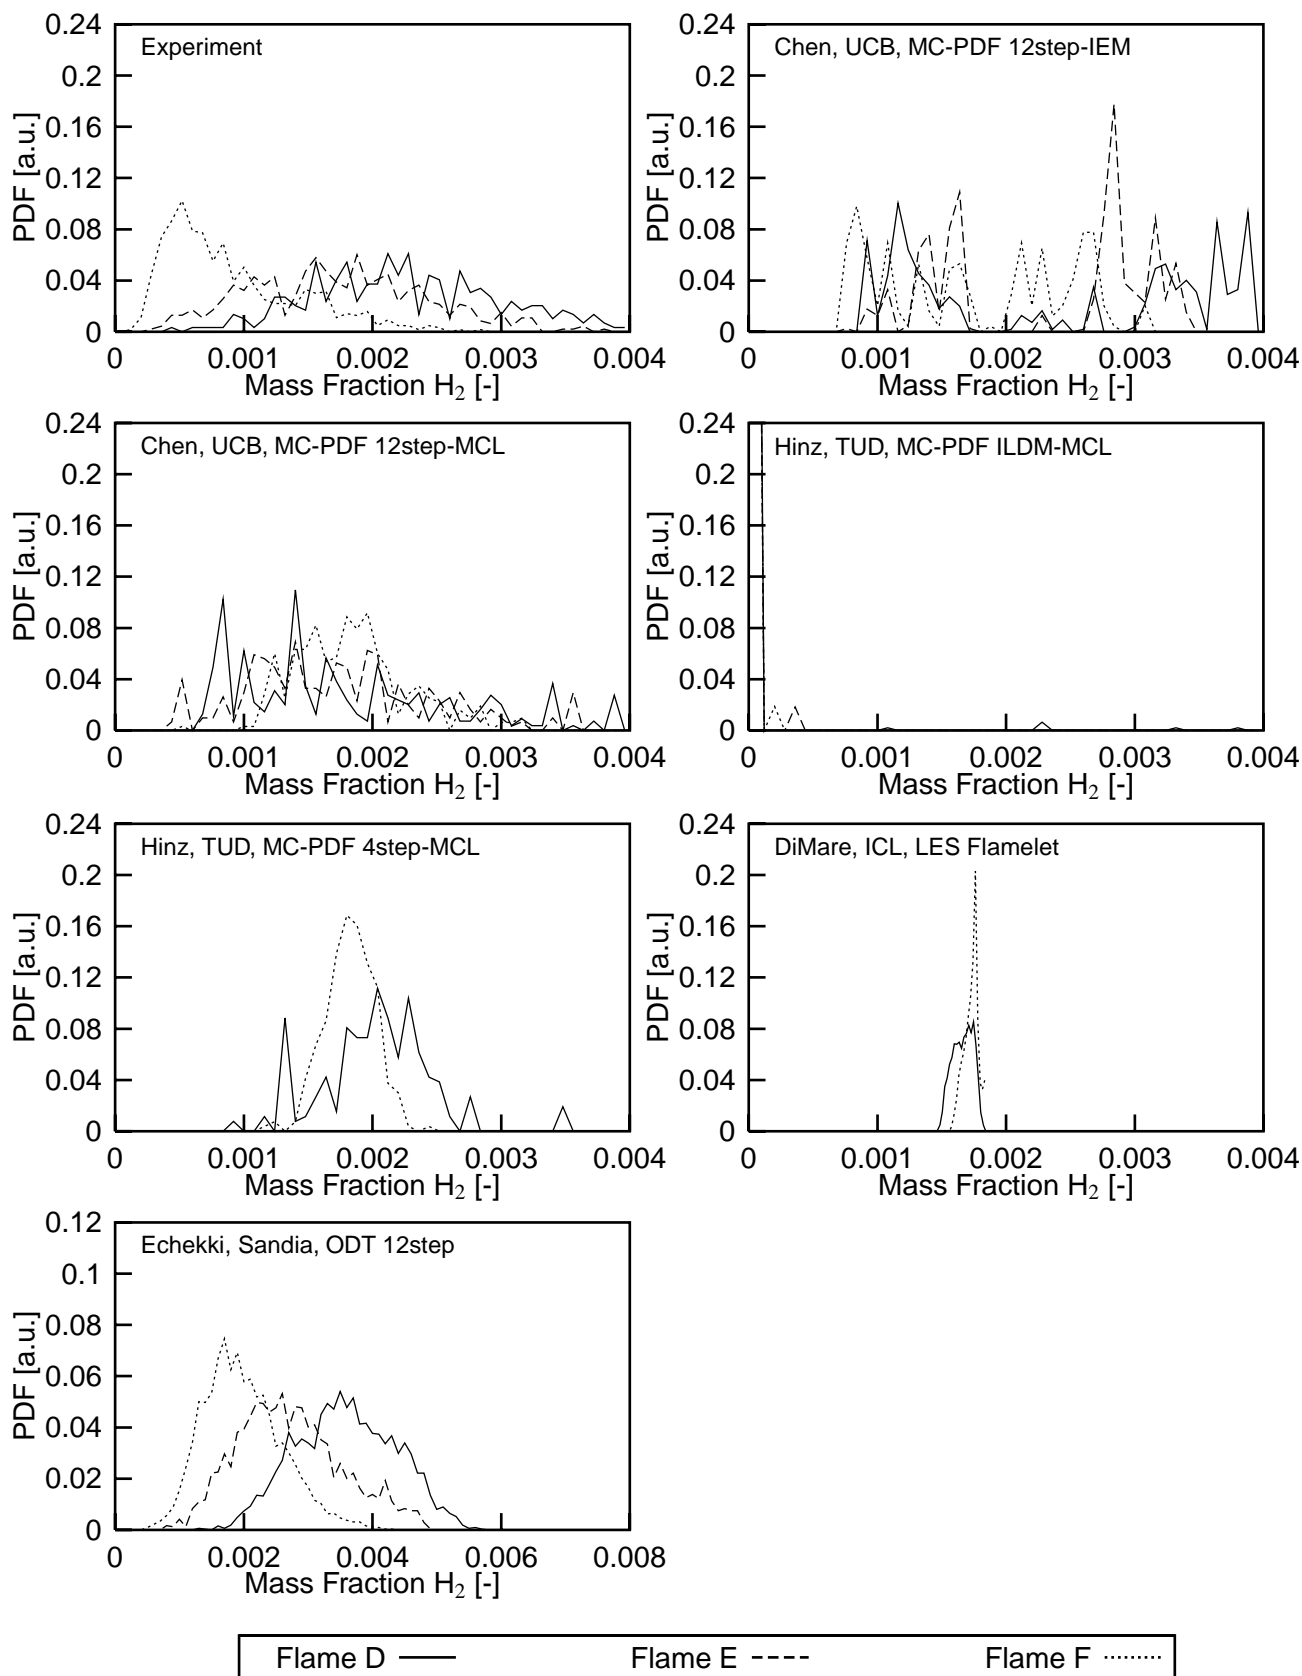 Experiment
PDF [a.u.]
0.24
0.2
0.16
0.12
0.08
0.04
0
0 0.001 0.002 0.003 0.004
Mass Fraction H₂ [-]
Chen, UCB, MC-PDF 12step-IEM
PDF [a.u.]
0.24
0.2
0.16
0.12
0.08
0.04
0
0 0.001 0.002 0.003 0.004
Mass Fraction H₂ [-]
Chen, UCB, MC-PDF 12step-MCL
PDF [a.u.]
0.24
0.2
0.16
0.12
0.08
0.04
0
0 0.001 0.002 0.003 0.004
Mass Fraction H₂ [-]
Hinz, TUD, MC-PDF ILDM-MCL
PDF [a.u.]
0.24
0.2
0.16
0.12
0.08
0.04
0
0 0.001 0.002 0.003 0.004
Mass Fraction H₂ [-]
Hinz, TUD, MC-PDF 4step-MCL
PDF [a.u.]
0.24
0.2
0.16
0.12
0.08
0.04
0
0 0.001 0.002 0.003 0.004
Mass Fraction H₂ [-]
DiMare, ICL, LES Flamelet
PDF [a.u.]
0.24
0.2
0.16
0.12
0.08
0.04
0
0 0.001 0.002 0.003 0.004
Mass Fraction H₂ [-]
Echekki, Sandia, ODT 12step
PDF [a.u.]
0.12
0.1
0.08
0.06
0.04
0.02
0
0 0.002 0.004 0.006 0.008
Mass Fraction H₂ [-]
Flame D Flame E Flame F